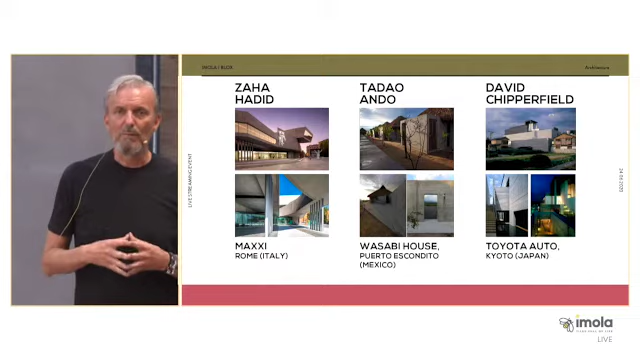 IMOLA | BLOX
Architecture
LIVE STREAMING EVENT
ZAHA
HADID
MAXXI
ROME (ITALY)
TADAO
ANDO
WASABI HOUSE,
PUERTO ESCONDITO
(MEXICO)
DAVID
CHIPPERFIELD
TOYOTA AUTO,
KYOTO (JAPAN)
imola
LIVE